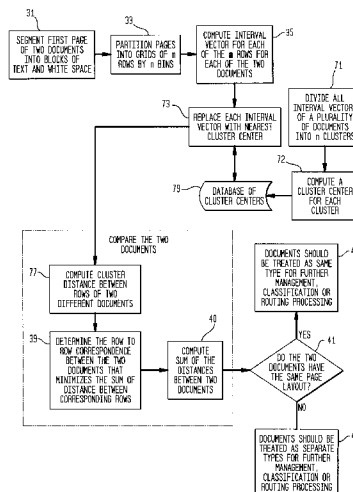 31
SEGMENT FIRST PAGE
OF TWO DOCUMENTS
INTO BLOCKS OF
TEXT AND WHITE SPACE
33
PARTITION PAGES
INTO GRIDS OF m
ROWS BY n BINS
35
COMPUTE INTERVAL
VECTOR FOR EACH
OF THE m ROWS FOR
EACH OF THE TWO
DOCUMENTS
71
DIVIDE ALL
INTERVAL VECTORS
OF A PLURALITY
OF DOCUMENTS
INTO n CLUSTERS
73
REPLACE EACH INTERVAL
VECTOR WITH NEAREST
CLUSTER CENTER
72
COMPUTE A
CLUSTER CENTER
FOR EACH
CLUSTER
79
DATABASE OF
CLUSTER CENTERS
COMPARE THE TWO
DOCUMENTS
77
COMPUTE CLUSTER
DISTANCE BETWEEN
ROWS OF TWO
DIFFERENT DOCUMENTS
39
DETERMINE THE ROW TO
ROW CORRESPONDENCE
BETWEEN THE TWO
DOCUMENTS THAT
MINIMIZES THE SUM OF
DISTANCE BETWEEN
CORRESPONDING ROWS
40
COMPUTE
SUM OF THE
DISTANCES
BETWEEN TWO
DOCUMENTS
DOCUMENTS SHOULD
BE TREATED AS SAME
TYPE FOR FURTHER
MANAGEMENT,
CLASSIFICATION OR
ROUTING PROCESSING
YES
41
DO THE TWO
DOCUMENTS HAVE
THE SAME PAGE
LAYOUT?
NO
DOCUMENTS SHOULD BE
TREATED AS SEPARATE
TYPES FOR FURTHER
MANAGEMENT,
CLASSIFICATION OR
ROUTING PROCESSING